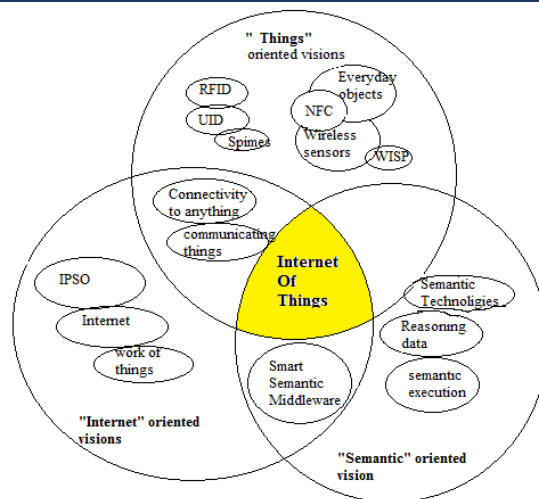 " Things"
oriented visions
RFID
UID
Spimes
Everyday
objects
NFC
Wireless
sensors
WISP
Connectivity
to anything
communicating
things
Internet
Of
Things
IPSO
Internet
work of
things
Semantic
Technoligies
Reasoning
data
semantic
execution
Smart
Semantic
Middleware
"Internet" oriented
visions
"Semantic" oriented
vision